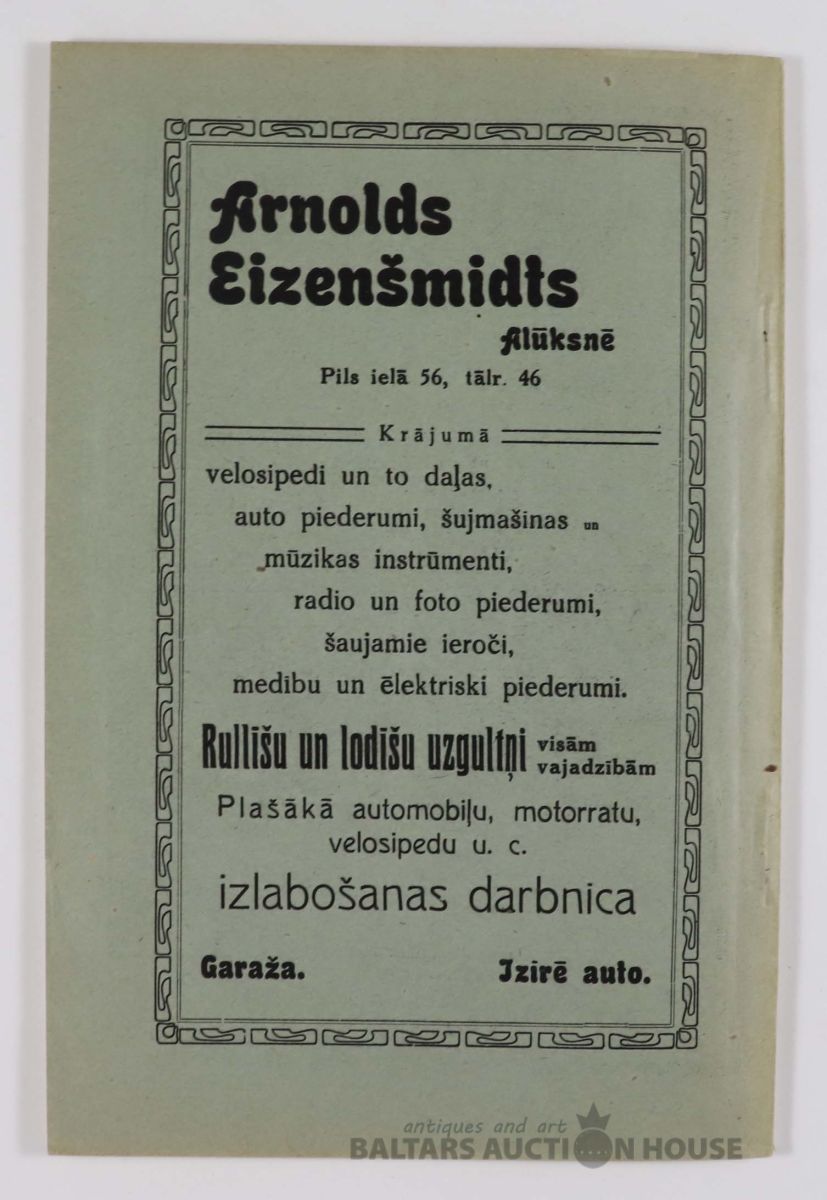 Arnolds
Eizenšmidts
Alūksnē
Pils ielā 56, tālr. 46
Krājumā
velosipedi un to daļas,
auto piederumi, šujmašinas un
mūzikas instrūmenti,
radio un foto piederumi,
šaujamie ieroči,
medību un ēlektriski piederumi.
Rullīšu un lodīšu uzgultņi visām
vajadzībām
Plašākā automobiļu, motorratu,
velosipedu u. c.
izlabošanas darbnica
Garaža. Izirē auto.
antiques and art
BALTARS AUCTION HOUSE